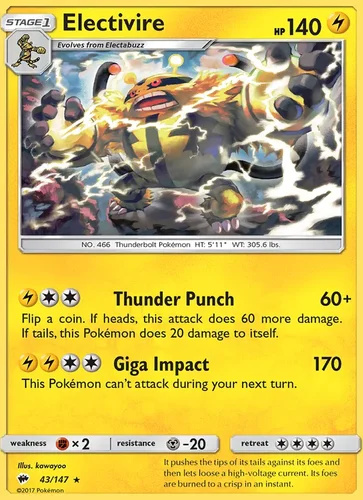 STAGE 1 Electivire HP 140
Evolves from Electabuzz
NO. 466 Thunderbolt Pokémon HT: 5'11" WT: 305.6 lbs.
Thunder Punch 60+
Flip a coin. If heads, this attack does 60 more damage.
If tails, this Pokémon does 20 damage to itself.
Giga Impact 170
This Pokémon can't attack during your next turn.
weakness ×2 resistance -20 retreat
Illus. kawayoo
43/147 ★
©2017 Pokémon
It pushes the tips of its tails against its foes and
then lets loose a high-voltage current. Its foes
are burned to a crisp in an instant.